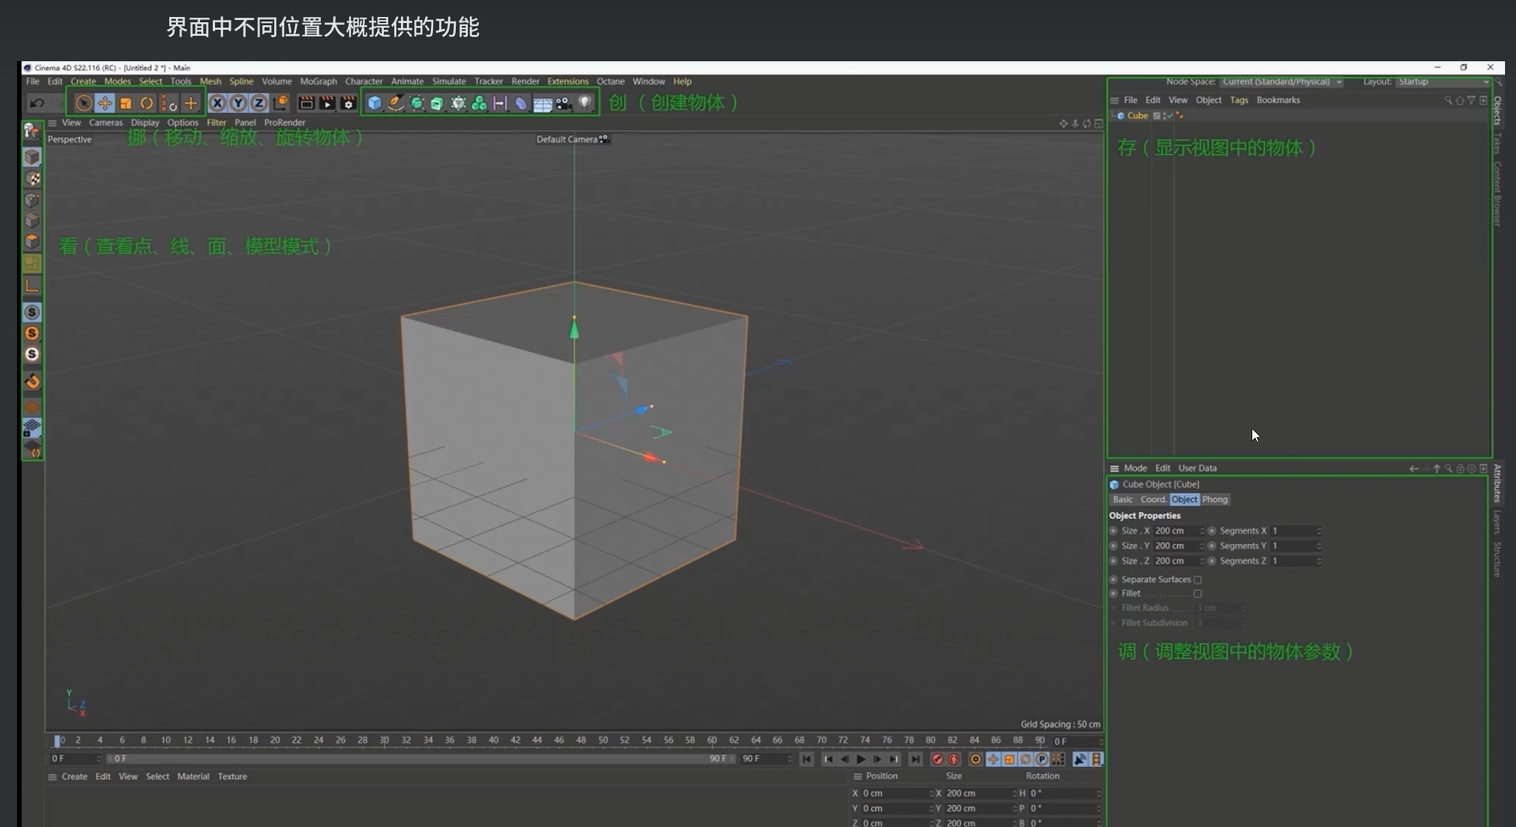 界面中不同位置大概提供的功能
Cinema 4D S22.116 (RC) - [Untitled 2 *] - Main
File Edit Create Modes Select Tools Mesh Spline Volume MoGraph Character Animate Simulate Tracker Render Extensions Octane Window Help
Node Space: Current (Standard/Physical) Layout: Startup
X Y Z
创（创建物体）
File Edit View Object Tags Bookmarks
Cube
View Cameras Display Options Filter Panel ProRender
挪（移动、缩放、旋转物体）
Perspective
Default Camera
存（显示视图中的物体）
看（查看点、线、面、模型模式）
S
S
S
Objects
Takes
Content Browser
Mode Edit User Data
Cube Object [Cube]
Basic Coord. Object Phong
Object Properties
Size . X 200 cm Segments X 1
Size . Y 200 cm Segments Y 1
Size . Z 200 cm Segments Z 1
Separate Surfaces
Fillet
Fillet Radius 3 cm
Fillet Subdivision 3
调（调整视图中的物体参数）
Attributes
Layers
Structure
Y
Z
X
Grid Spacing : 50 cm
0 2 4 6 8 10 12 14 16 18 20 22 24 26 28 30 32 34 36 38 40 42 44 46 48 50 52 54 56 58 60 62 64 66 68 70 72 74 76 78 80 82 84 86 88 90 0 F
0 F 0 F 90 F 90 F
P
Create Edit View Select Material Texture
Position Size Rotation
X 0 cm X 200 cm H 0 °
Y 0 cm Y 200 cm P 0 °
Z 0 cm Z 200 cm B 0 °